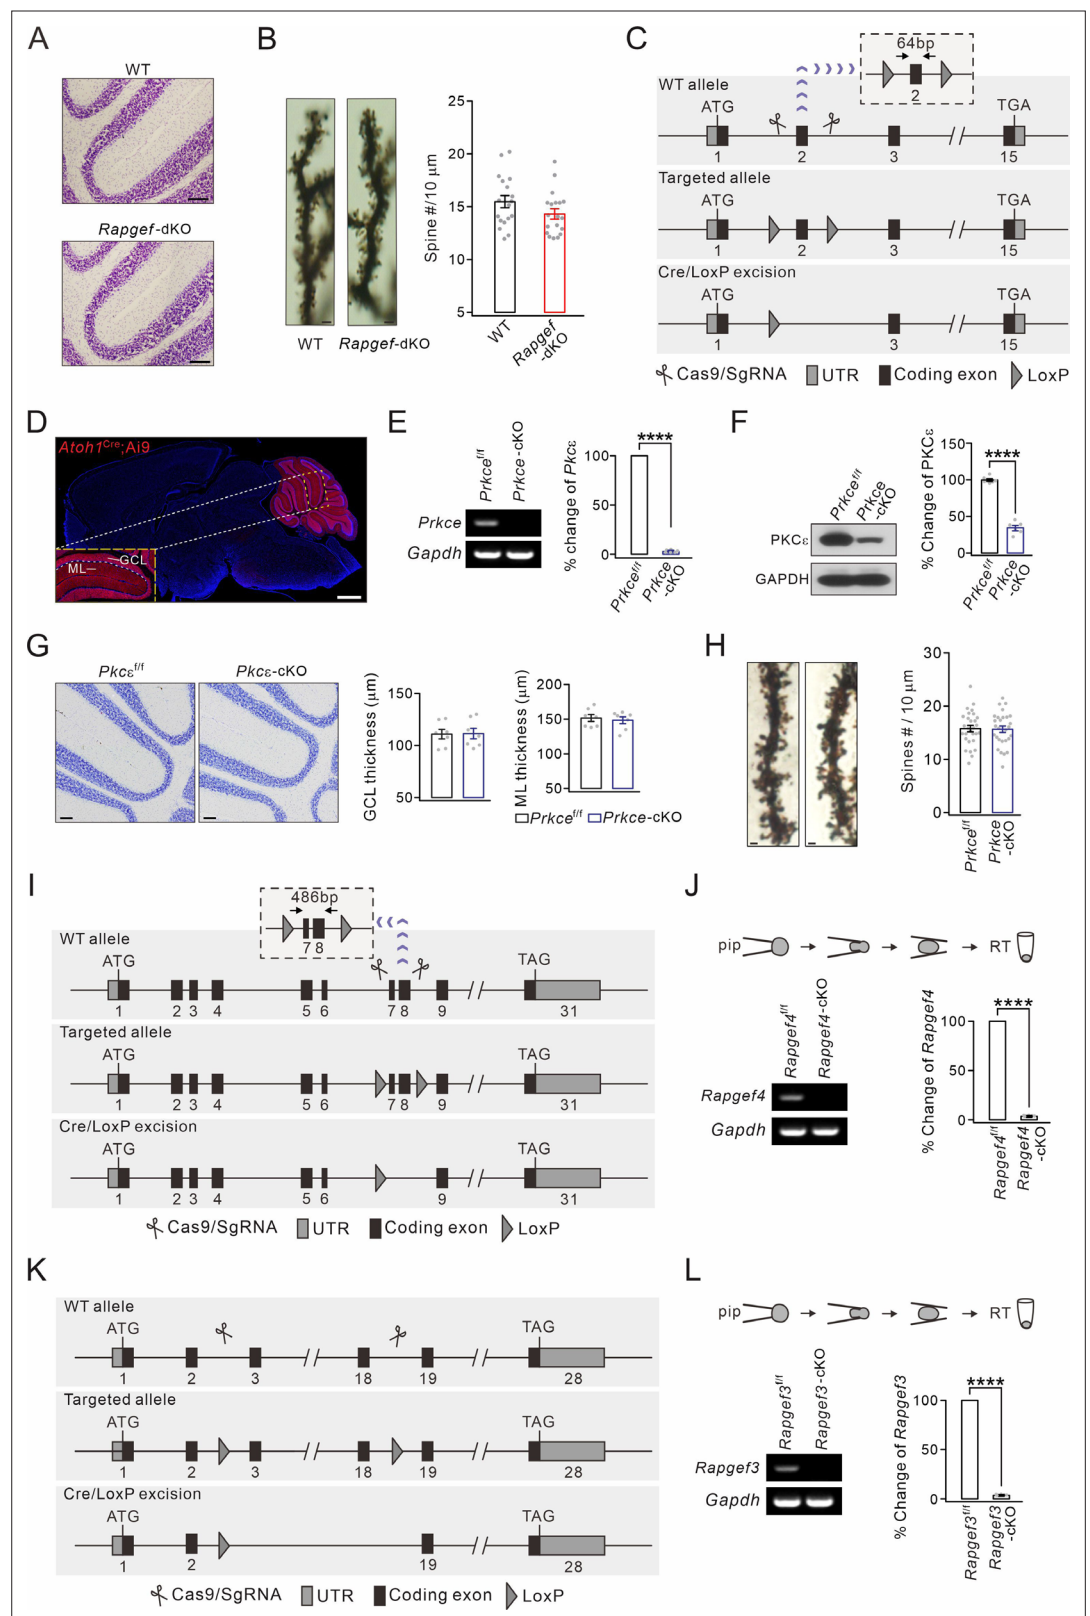 A
WT
Rapgef-dKO
B
WT
Rapgef-dKO
Spine #/10 μm
25
20
15
10
5
WT
Rapgef
-dKO
C
64bp
2
WT allele
ATG
TGA
1 2 3 15
Targeted allele
ATG
TGA
1 2 3 15
Cre/LoxP excision
ATG
TGA
1 3 15
Cas9/SgRNA UTR Coding exon LoxP
D
Atoh1Cre;Ai9
GCL
ML
E
Prkcef/f
Prkce-cKO
Prkce
Gapdh
% change of Pkcε
100
50
0
****
Prkcef/f
Prkce
-cKO
F
Prkcef/f
Prkce
-cKO
PKCε
GAPDH
% Change of PKCε
150
100
50
0
****
Prkcef/f
Prkce
-cKO
G
Pkcεf/f
Pkcε-cKO
GCL thickness (μm)
150
100
50
ML thickness (μm)
200
150
100
50
Prkcef/f Prkce-cKO
H
Spines # / 10 μm
30
20
10
0
Prkcef/f
Prkce
-cKO
I
486bp
7 8
WT allele
ATG
TAG
1 2 3 4 5 6 7 8 9 31
Targeted allele
ATG
TAG
1 2 3 4 5 6 7 8 9 31
Cre/LoxP excision
ATG
TAG
1 2 3 4 5 6 9 31
Cas9/SgRNA UTR Coding exon LoxP
J
pip RT
Rapgef4f/f
Rapgef4-cKO
Rapgef4
Gapdh
% Change of Rapgef4
100
50
0
****
Rapgef4f/f
Rapgef4
-cKO
K
WT allele
ATG
TAG
1 2 3 18 19 28
Targeted allele
ATG
TAG
1 2 3 18 19 28
Cre/LoxP excision
ATG
TAG
1 2 19 28
Cas9/SgRNA UTR Coding exon LoxP
L
pip RT
Rapgef3f/f
Rapgef3-cKO
Rapgef3
Gapdh
% Change of Rapgef3
100
50
0
****
Rapgef3f/f
Rapgef3
-cKO